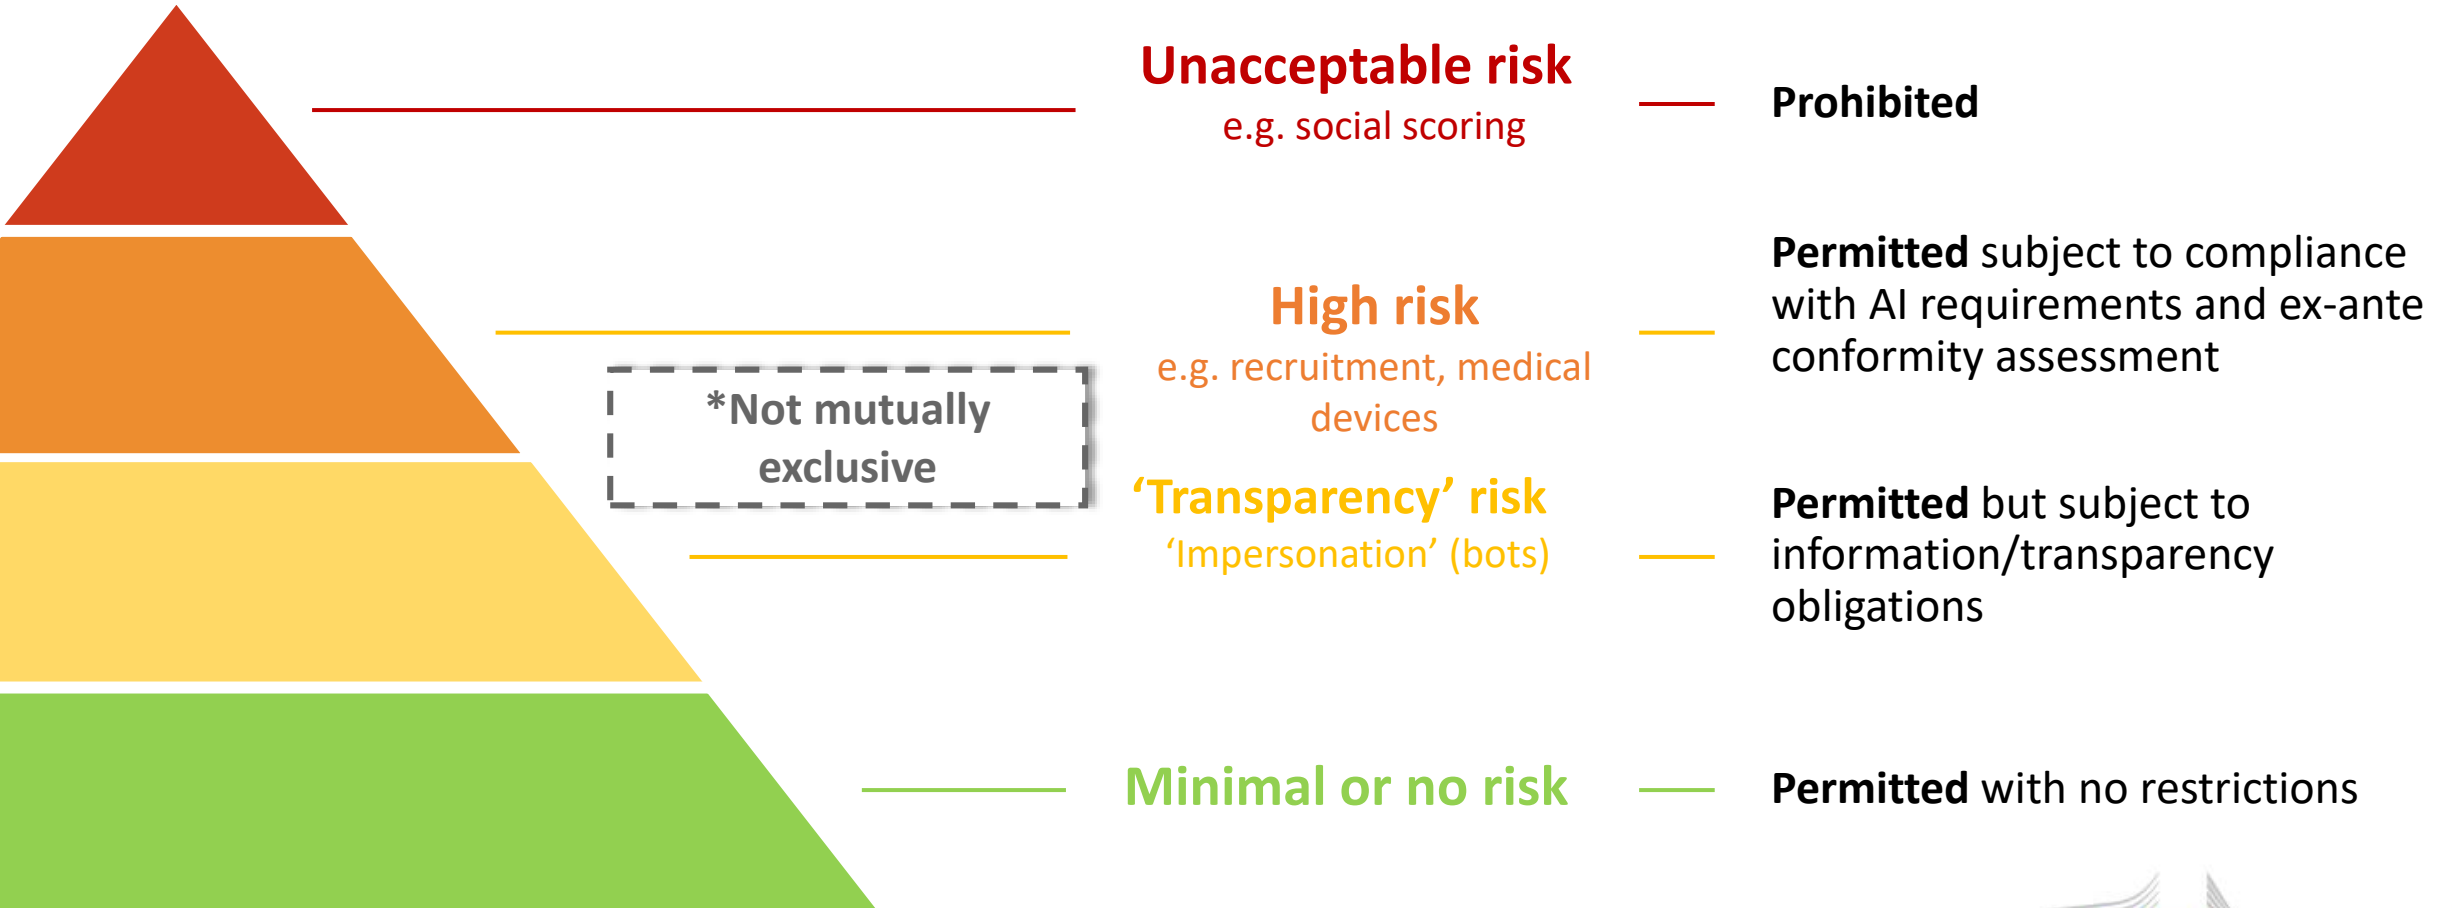 Unacceptable risk
e.g. social scoring
Prohibited
High risk
e.g. recruitment, medical
devices
Permitted subject to compliance
with AI requirements and ex-ante
conformity assessment
*Not mutually
exclusive
‘Transparency’ risk
‘Impersonation’ (bots)
Permitted but subject to
information/transparency
obligations
Minimal or no risk
Permitted with no restrictions